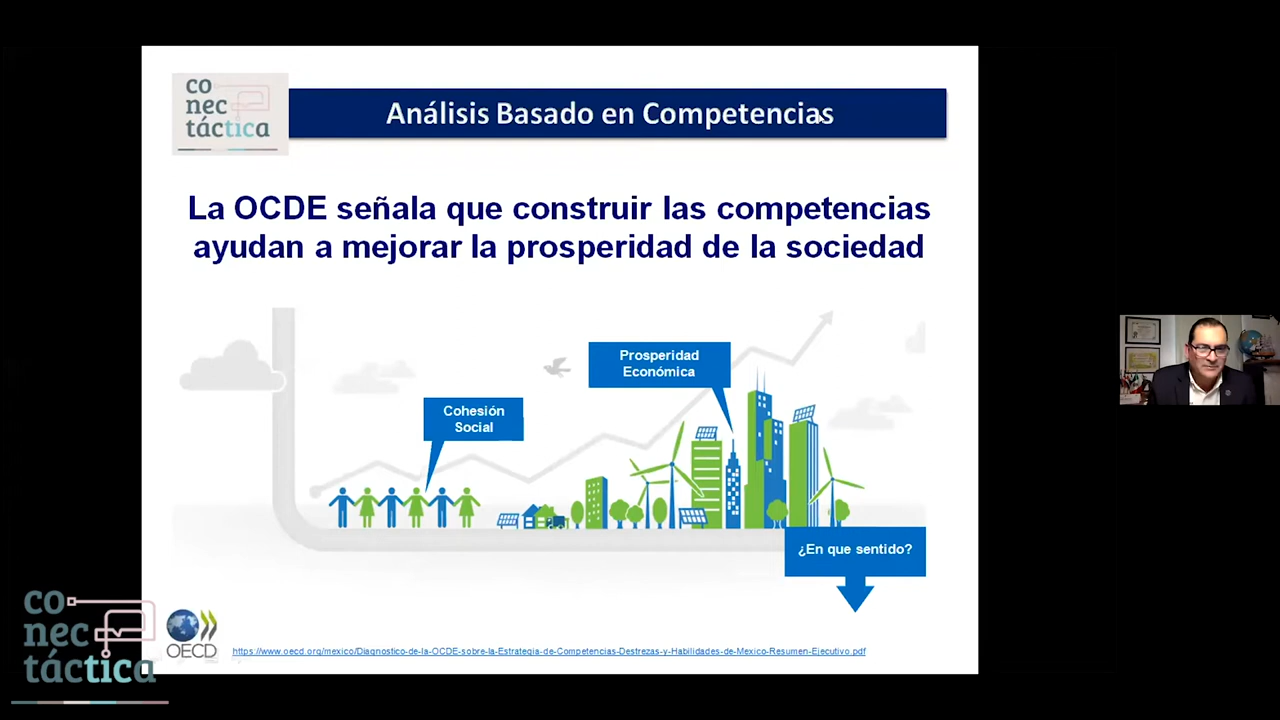 co
nec
táctica
Análisis Basado en Competencias
La OCDE señala que construir las competencias
ayudan a mejorar la prosperidad de la sociedad
Prosperidad
Económica
Cohesión
Social
¿En que sentido?
OECD
https://www.oecd.org/mexico/Diagnostico-de-la-OCDE-sobre-la-Estrategia-de-Competencias-Destrezas-y-Habilidades-de-Mexico-Resumen-Ejecutivo.pdf
co
nec
táctica